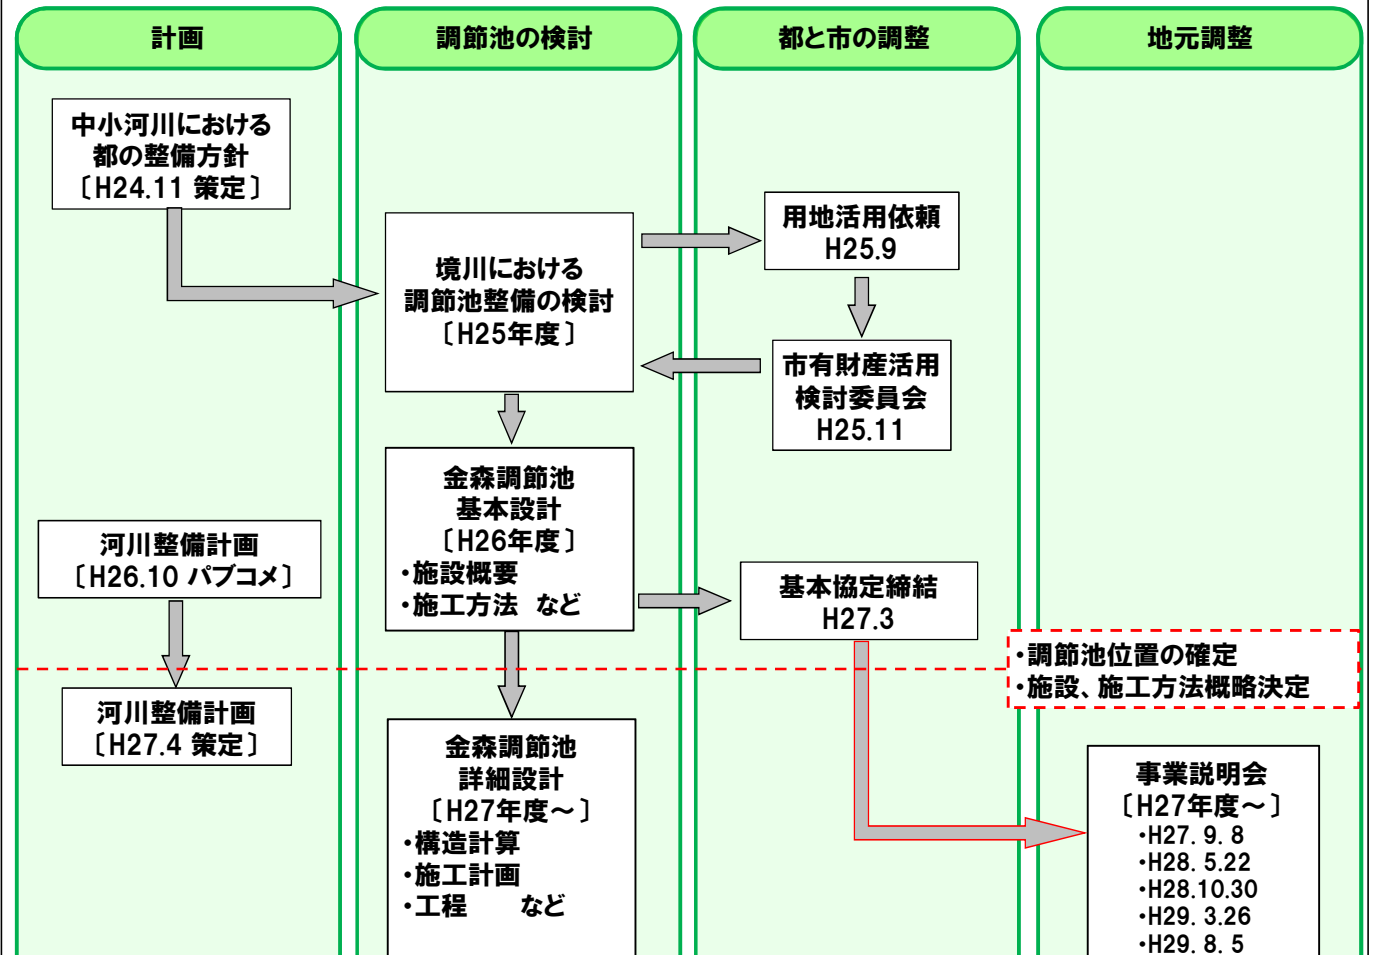 計画
調節池の検討
都と市の調整
地元調整
中小河川における
都の整備方針
〔H24.11 策定〕
河川整備計画
〔H26.10 パブコメ〕
河川整備計画
〔H27.4 策定〕
境川における
調節池整備の検討
〔H25年度〕
金森調節池
基本設計
〔H26年度〕
・施設概要
・施工方法 など
金森調節池
詳細設計
〔H27年度～〕
・構造計算
・施工計画
・工程 など
用地活用依頼
H25.9
市有財産活用
検討委員会
H25.11
基本協定締結
H27.3
・調節池位置の確定
・施設、施工方法概略決定
事業説明会
〔H27年度～〕
・H27. 9. 8
・H28. 5.22
・H28.10.30
・H29. 3.26
・H29. 8. 5